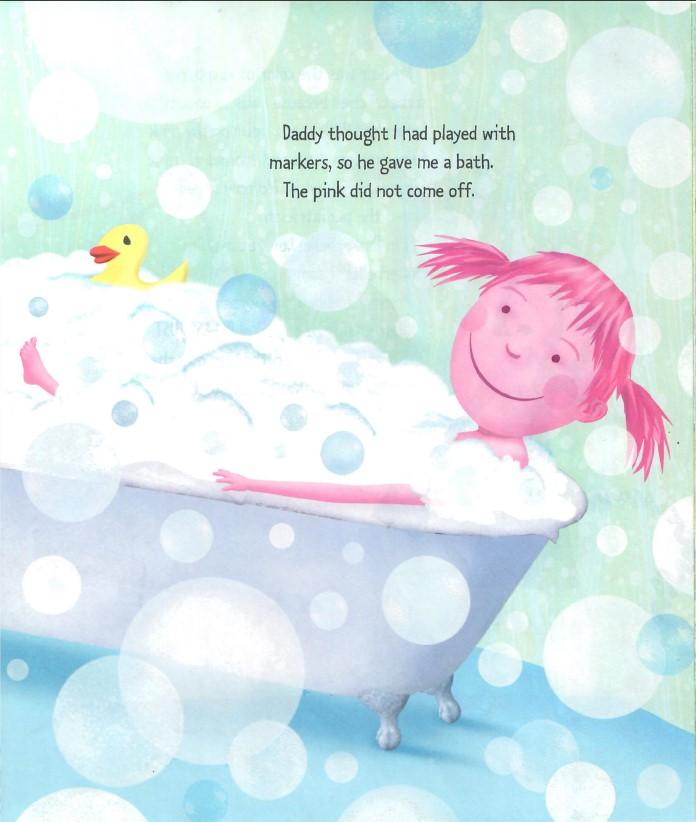 Daddy thought I had played with
markers, so he gave me a bath.
The pink did not come off.